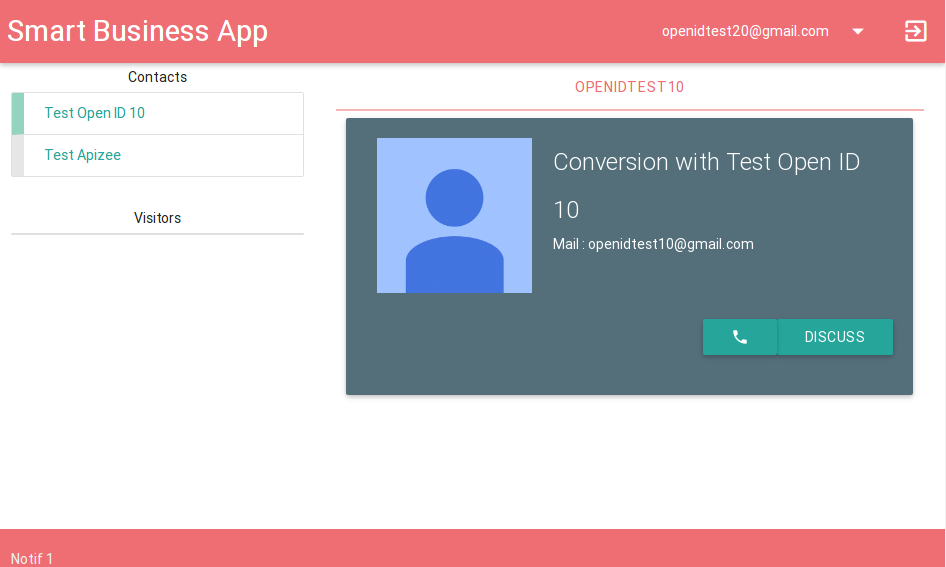 Smart Business App
openidtest20@gmail.com
Contacts
Test Open ID 10
Test Apizee
Visitors
OPENIDTEST10
Conversion with Test Open ID
10
Mail : openidtest10@gmail.com
DISCUSS
Notif 1